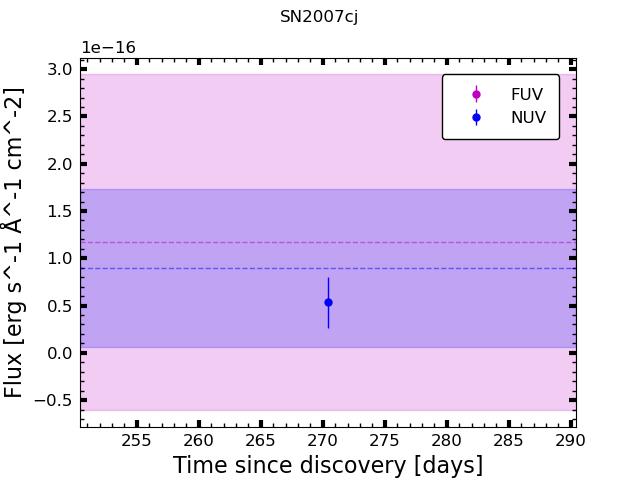 SN2007cj
1e−16
3.0
2.5
2.0
1.5
1.0
0.5
0.0
−0.5
Flux [erg s^-1 Å^-1 cm^-2]
FUV
NUV
255 260 265 270 275 280 285 290
Time since discovery [days]